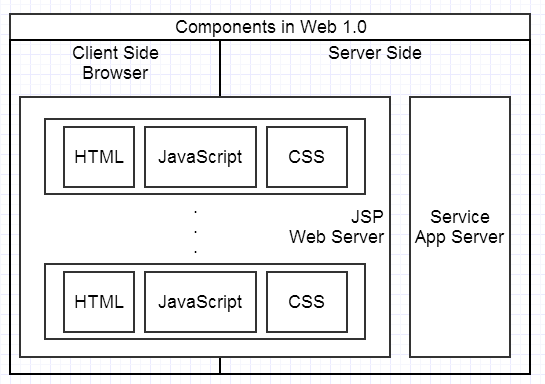 Components in Web 1.0
Client Side
Browser
Server Side
HTML
JavaScript
CSS
.
.
.
JSP
Web Server
Service
App Server
HTML
JavaScript
CSS